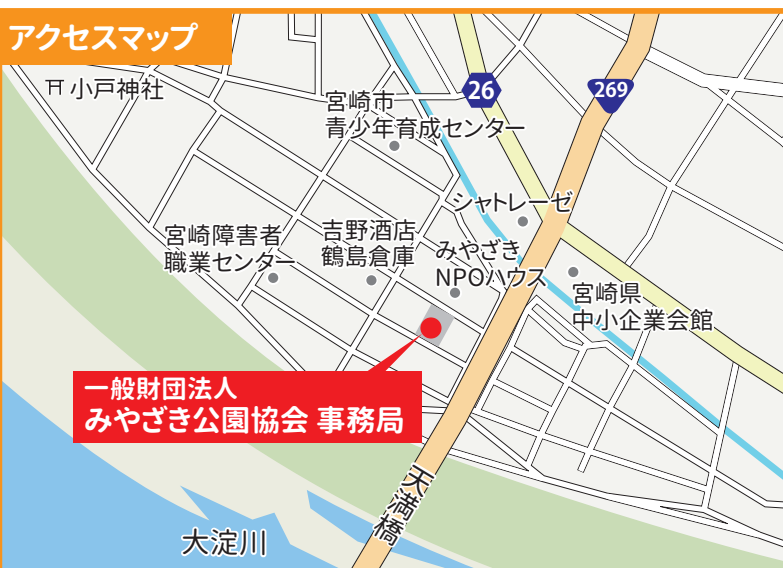 アクセスマップ
小戸神社
26
269
宮崎市
青少年育成センター
シャトレーゼ
宮崎障害者
職業センター
吉野酒店
鶴島倉庫
みやざき
NPOハウス
宮崎県
中小企業会館
一般財団法人
みやざき公園協会 事務局
天満橋
大淀川